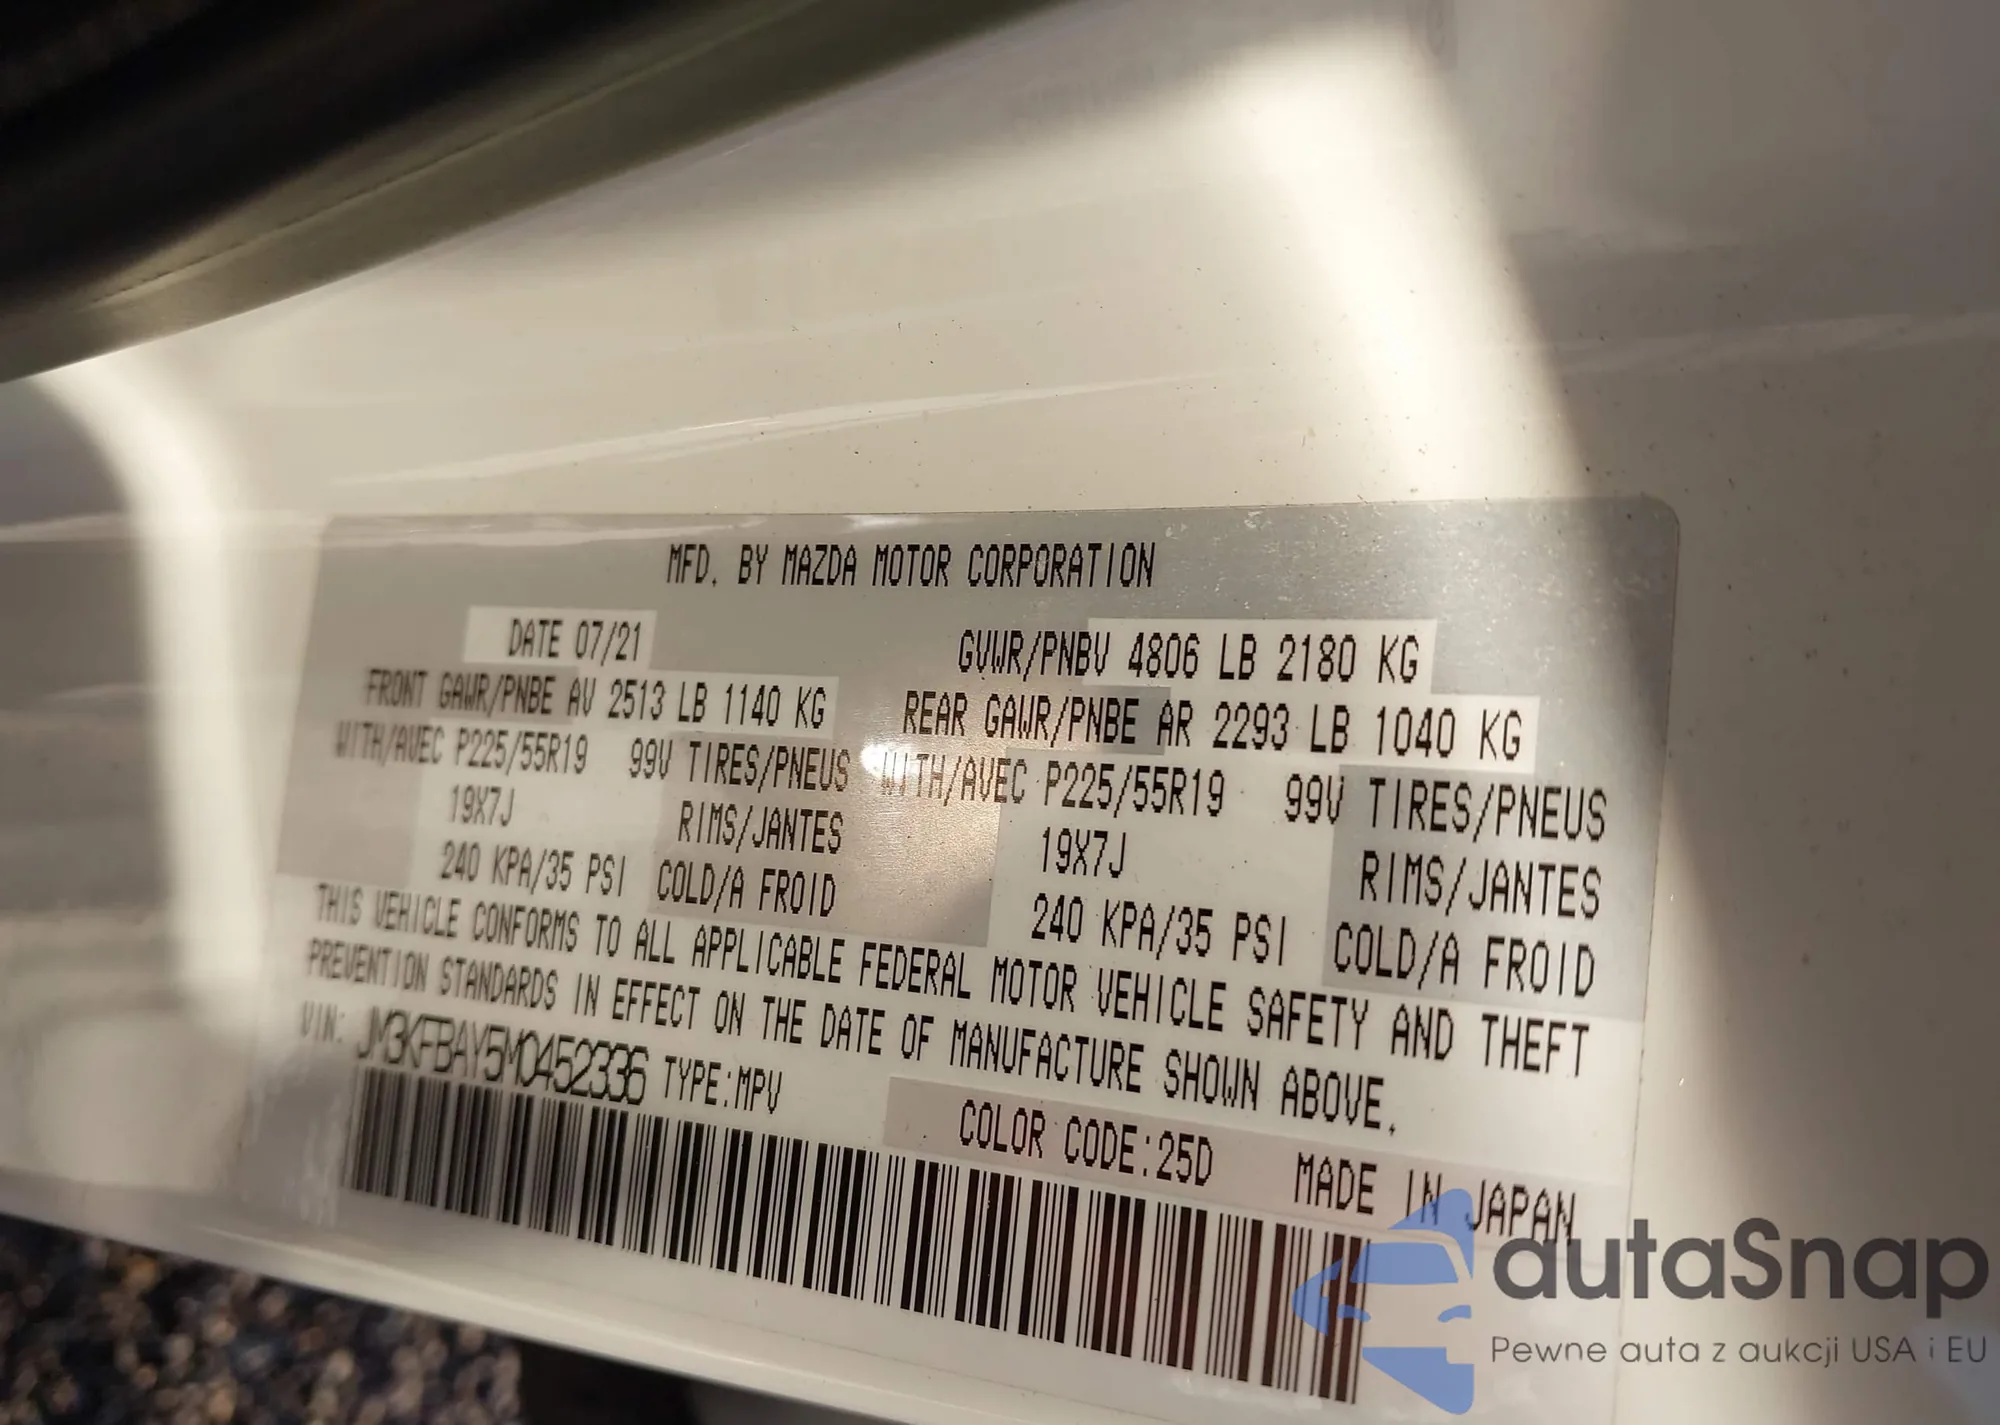 MFD. BY MAZDA MOTOR CORPORATION
DATE 07/21 GVWR/PNBV 4806 LB 2180 KG
FRONT GAWR/PNBE AV 2513 LB 1140 KG REAR GAWR/PNBE AR 2293 LB 1040 KG
WITH/AVEC P225/55R19 99V TIRES/PNEUS WITH/AVEC P225/55R19 99V TIRES/PNEUS
19X7J RIMS/JANTES 19X7J RIMS/JANTES
240 KPA/35 PSI COLD/A FROID 240 KPA/35 PSI COLD/A FROID
THIS VEHICLE CONFORMS TO ALL APPLICABLE FEDERAL MOTOR VEHICLE SAFETY AND THEFT
PREVENTION STANDARDS IN EFFECT ON THE DATE OF MANUFACTURE SHOWN ABOVE.
VIN: JM3KFBAY5M0452336 TYPE:MPV
COLOR CODE:25D MADE IN JAPAN
autaSnap
Pewne auta z aukcji USA i EU